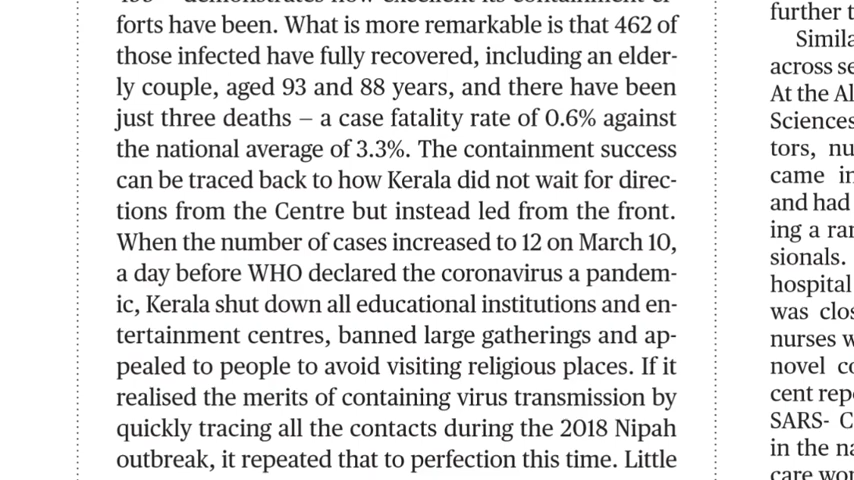 forts have been. What is more remarkable is that 462 of
those infected have fully recovered, including an elder-
ly couple, aged 93 and 88 years, and there have been
just three deaths — a case fatality rate of 0.6% against
the national average of 3.3%. The containment success
can be traced back to how Kerala did not wait for direc-
tions from the Centre but instead led from the front.
When the number of cases increased to 12 on March 10,
a day before WHO declared the coronavirus a pandem-
ic, Kerala shut down all educational institutions and en-
tertainment centres, banned large gatherings and ap-
pealed to people to avoid visiting religious places. If it
realised the merits of containing virus transmission by
quickly tracing all the contacts during the 2018 Nipah
outbreak, it repeated that to perfection this time. Little
further t
Simila
across se
At the Al
Sciences
tors, nu
came in
and had
ing a ran
sionals.
hospital
was clos
nurses w
novel co
cent repo
SARS- C
in the na
care wor